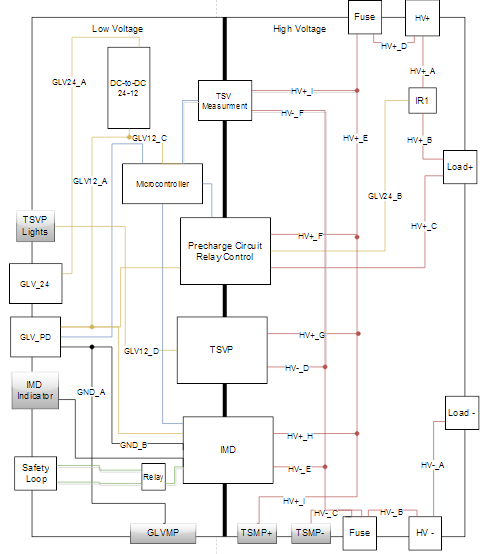 Low Voltage
High Voltage
Fuse
HV+
HV+_D
GLV24_A
DC-to-DC
24-12
HV+_A
TSV
Measurment
HV+_I
IR1
HV-_F
GLV12_C
HV+_E
HV+_B
Microcontroller
Load+
GLV12_A
GLV24_B
TSVP
Lights
HV+_C
HV+_F
Precharge Circuit
Relay Control
GLV_24
GLV_PD
HV+_G
GLV12_D
TSVP
HV-_D
IMD
Indicator
GND_A
Load -
HV+_H
GND_B
IMD
HV-_E
HV-_A
Safety
Loop
Relay
HV+_I
HV-_C
HV-_B
GLVMP
TSMP+
TSMP-
Fuse
HV -